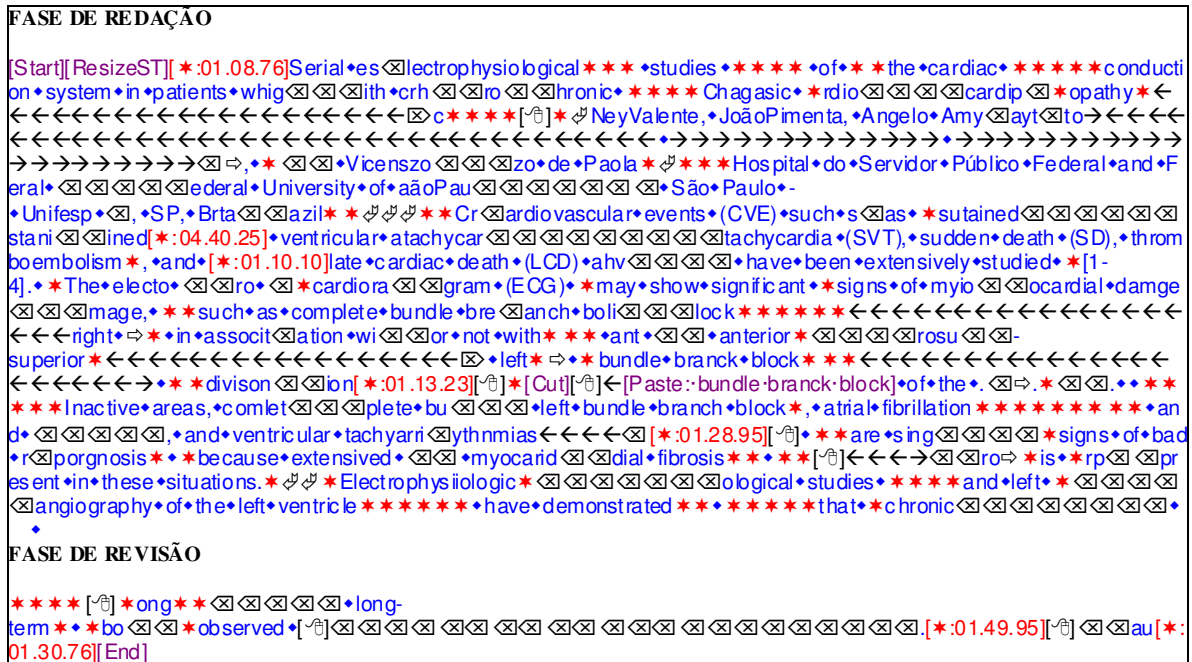 FASE DE REDAÇÃO
[Start][ResizeST][✶:01.08.76]Serial◆es⌫lectrophysiological✶✶✶◆studies◆✶✶✶✶◆of◆✶✶the◆cardiac◆✶✶✶✶✶conducti
on◆system◆in◆patients◆whig⌫⌫⌫ith◆crh⌫⌫ro⌫⌫hronic◆✶✶✶✶Chagasic◆✶rdio⌫⌫⌫⌫cardip⌫✶opathy✶←
←←←←←←←←←←←←←←←←←←←←⌦c✶✶✶✶[🖰]✶⏎NeyValente,◆JoãoPimenta,◆Angelo◆Amy⌫ayt⌫to→←←←←
←←←←←←←←←←←←←←←←←←←←←←←←←←←←←←←←←←◆→→→→→→→→→→→→→→◆→→→→→→→→→→→→
→→→→→→→→→→⌫⇨,◆✶⌫⌫◆Vicenszo⌫⌫⌫zo◆de◆Paola✶⏎✶✶✶Hospital◆do◆Servidor◆Público◆Federal◆and◆F
eral◆⌫⌫⌫⌫⌫ederal◆University◆of◆aãoPau⌫⌫⌫⌫⌫⌫⌫◆São◆Paulo◆-
◆Unifesp◆⌫,◆SP,◆Brta⌫⌫azil✶✶⏎⏎⏎✶✶Cr⌫ardiovascular◆events◆(CVE)◆such◆s⌫as◆✶sutained⌫⌫⌫⌫⌫⌫
stani⌫⌫ined[✶:04.40.25]◆ventricular◆atachycar⌫⌫⌫⌫⌫⌫⌫⌫⌫tachycardia◆(SVT),◆sudden◆death◆(SD),◆throm
boembolism✶,◆and◆[✶:01.10.10]late◆cardiac◆death◆(LCD)◆ahv⌫⌫⌫⌫◆have◆been◆extensively◆studied◆✶[1-
4].◆✶The◆electo◆⌫⌫ro◆⌫✶cardiora⌫⌫gram◆(ECG)◆✶may◆show◆significant◆✶signs◆of◆myio⌫⌫ocardial◆damge
⌫⌫⌫mage,◆✶✶such◆as◆complete◆bundle◆bre⌫anch◆boli⌫⌫⌫lock✶✶✶✶✶✶←←←←←←←←←←←←←←←←←
←←←right◆⇨✶◆in◆associt⌫ation◆wi⌫⌫or◆not◆with✶✶✶◆ant◆⌫⌫◆anterior✶⌫⌫⌫rosu⌫⌫-
superior✶←←←←←←←←←←←←←←←←←←⌦◆left✶⇨◆✶bundle◆branck◆block✶✶✶←←←←←←←←←←←←←←←←
←←←←←←←→◆✶✶divison⌫⌫ion[✶:01.13.23][🖰]✶[Cut][🖰]←[Paste:·bundle·branck·block]◆of◆the◆.⌫⇨.✶⌫⌫.◆◆✶✶
✶✶✶✶Inactive◆areas,◆comlet⌫⌫⌫plete◆bu⌫⌫⌫◆left◆bundle◆branch◆block✶,◆atrial◆fibrillation✶✶✶✶✶✶✶✶✶◆an
d◆⌫⌫⌫⌫⌫,◆and◆ventricular◆tachyarri⌫ythnmias←←←←⌫[✶:01.28.95][🖰]◆✶✶are◆sing⌫⌫⌫⌫✶signs◆of◆bad
◆r⌫porgnosis✶◆✶because◆extensived◆⌫⌫◆myocarid⌫⌫dial◆fibrosis✶✶◆✶✶[🖰]←←←→⌫⌫ro⇨✶is◆✶rp⌫⌫pr
esent◆in◆these◆situations.✶⏎⏎✶Electrophysiiologic✶⌫⌫⌫⌫⌫⌫⌫ological◆studies◆✶✶✶✶and◆left◆✶⌫⌫⌫⌫
⌫angiography◆of◆the◆left◆ventricle✶✶✶✶✶✶◆have◆demonstrated✶✶◆✶✶✶✶✶that◆✶chronic⌫⌫⌫⌫⌫⌫⌫⌫◆
◆
FASE DE REVISÃO
✶✶✶✶[🖰]✶ong✶✶⌫⌫⌫⌫⌫◆long-
term✶◆✶bo⌫⌫✶observed◆[🖰]⌫⌫⌫⌫⌫⌫⌫⌫⌫⌫⌫⌫⌫⌫⌫⌫⌫⌫⌫⌫⌫⌫.[✶:01.49.95][🖰]⌫⌫au[✶:
01.30.76][End]